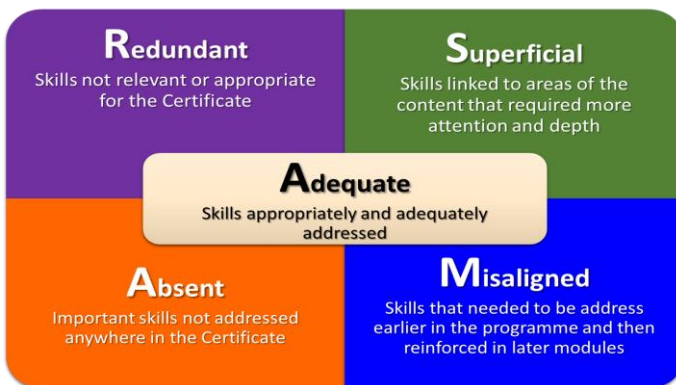 Redundant
Skills not relevant or appropriate
for the Certificate
Superficial
Skills linked to areas of the
content that required more
attention and depth
Adequate
Skills appropriately and adequately
addressed
Absent
Important skills not addressed
anywhere in the Certificate
Misaligned
Skills that needed to be address
earlier in the programme and then
reinforced in later modules